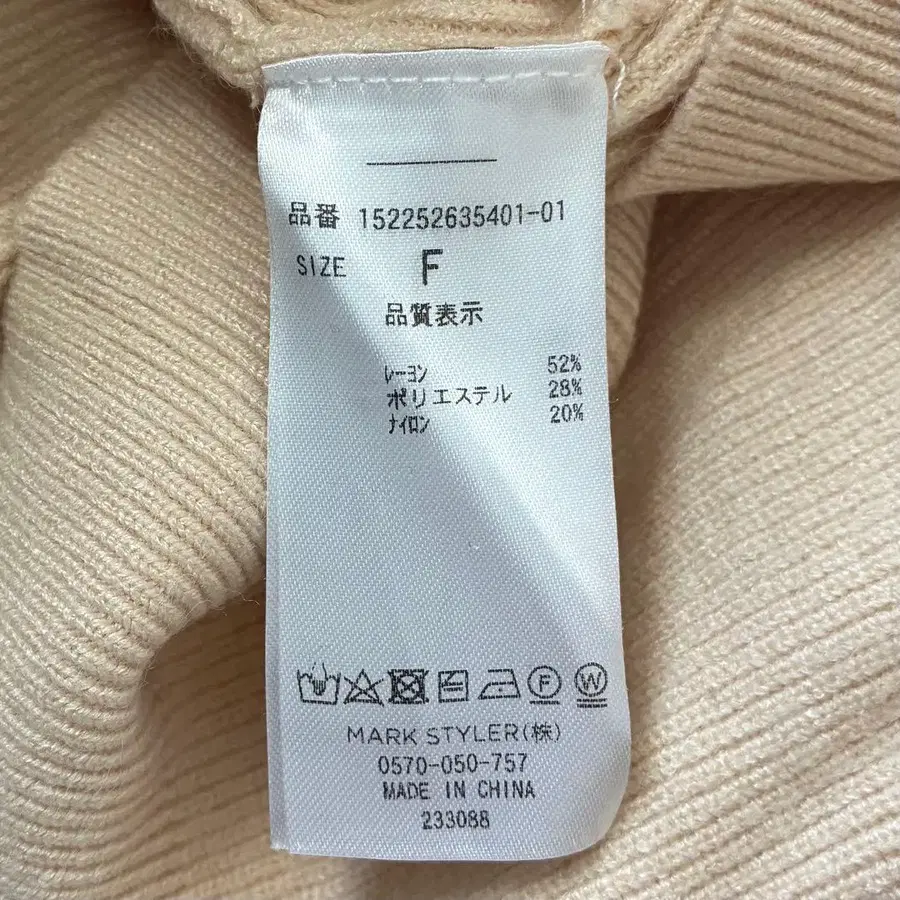 品番 152252635401-01
SIZE F
品質表示
レーヨン 52%
ポリエステル 28%
ナイロン 20%
F W
MARK STYLER(株)
0570-050-757
MADE IN CHINA
233088